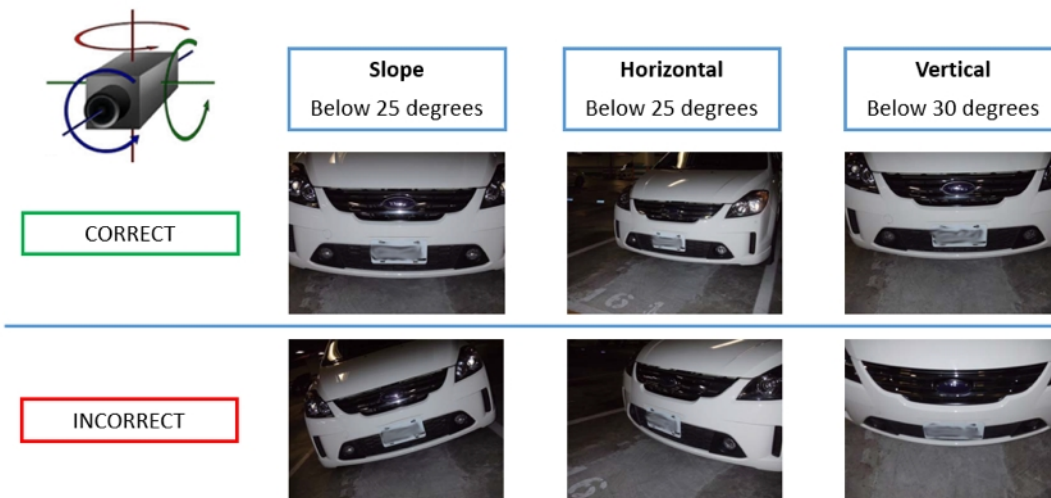 Slope
Below 25 degrees
Horizontal
Below 25 degrees
Vertical
Below 30 degrees
CORRECT
INCORRECT